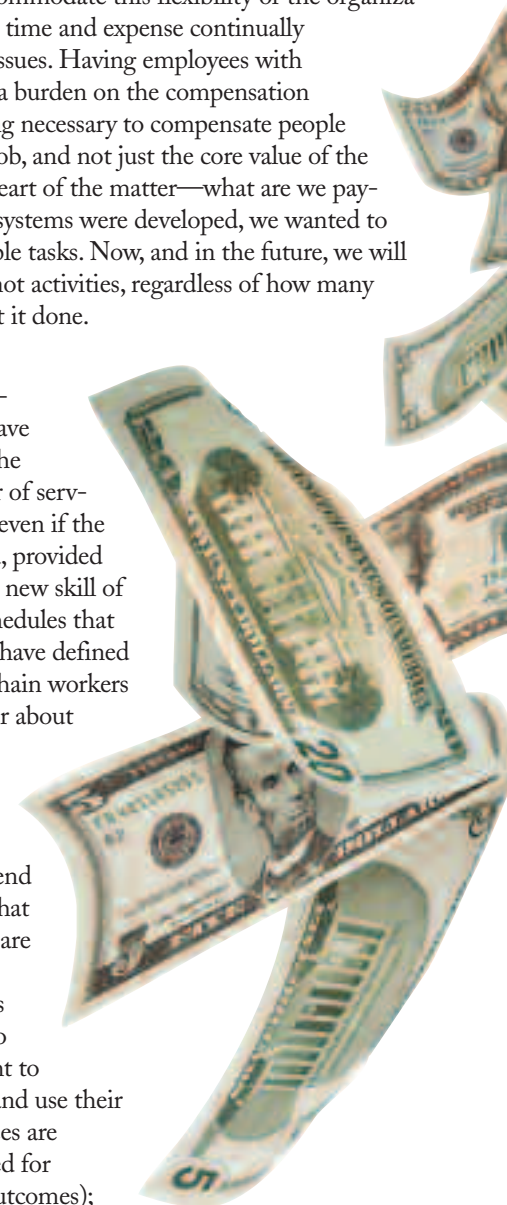 commodate this flexibility of the organiza
time and expense continually
ssues. Having employees with
a burden on the compensation
g necessary to compensate people
ob, and not just the core value of the
eart of the matter—what are we pay-
systems were developed, we wanted to
ple tasks. Now, and in the future, we will
not activities, regardless of how many
t it done.
–
ave
he
r of serv-
even if the
, provided
new skill of
hedules that
have defined
hain workers
r about
end
hat
are
s
o
nt to
and use their
es are
ed for
utcomes);
20
5